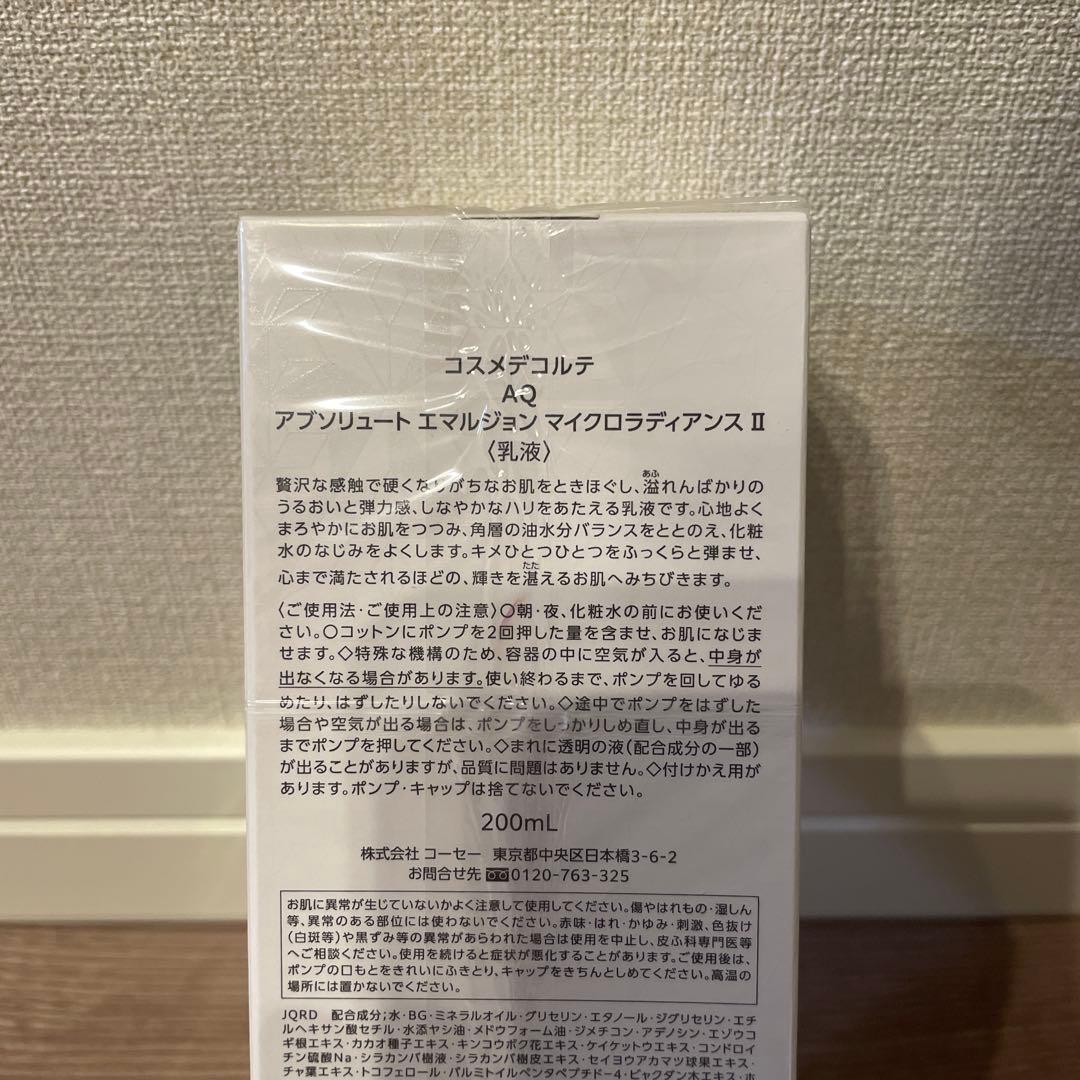 コスメデコルテ
AQ
アブソリュート エマルジョン マイクロラディアンス II
〈乳液〉
贅沢な感触で硬くなりがちなお肌をときほぐし、溢れんばかりの
うるおいと弾力感、しなやかなハリをあたえる乳液です。心地よく
まろやかにお肌をつつみ、角層の油水分バランスをととのえ、化粧
水のなじみをよくします。キメひとつひとつをふっくらと弾ませ、
心まで満たされるほどの、輝きを湛えるお肌へみちびきます。
〈ご使用法・ご使用上の注意〉〇朝・夜、化粧水の前にお使いくだ
さい。〇コットンにポンプを2回押した量を含ませ、お肌になじま
せます。◇特殊な機構のため、容器の中に空気が入ると、中身が
出なくなる場合があります。使い終わるまで、ポンプを回してゆる
めたり、はずしたりしないでください。◇途中でポンプをはずした
場合や空気が出る場合は、ポンプをしっかりしめ直し、中身が出る
までポンプを押してください。◇まれに透明の液(配合成分の一部)
が出ることがありますが、品質に問題はありません。◇付けかえ用が
あります。ポンプ・キャップは捨てないでください。
200mL
株式会社 コーセー 東京都中央区日本橋3-6-2
お問合せ先 0120-763-325
お肌に異常が生じていないかよく注意して使用してください。傷やはれもの・湿しん
等、異常のある部位には使わないでください。赤味・はれ・かゆみ・刺激、色抜け
(白斑等)や黒ずみ等の異常があらわれた場合は使用を中止し、皮ふ科専門医等
へご相談ください。使用を続けると症状が悪化することがあります。ご使用後は、
ポンプの口もとをきれいにふきとり、キャップをきちんとしめてください。高温の
場所には置かないでください。
JQRD 配合成分;水・BG・ミネラルオイル・グリセリン・エタノール・ジグリセリン・エチ
ルヘキサン酸セチル・水添ヤシ油・メドウフォーム油・ジメチコン・アデノシン・エゾウコ
ギ根エキス・カカオ種子エキス・キンコウボク花エキス・ケイケットウエキス・コンドロイ
チン硫酸Na・シラカンバ樹液・シラカンバ樹皮エキス・セイヨウアカマツ球果エキス・
チャ葉エキス・トコフェロール・パルミトイルペンタペプチド-4・ビャクダン木エキス・ホ